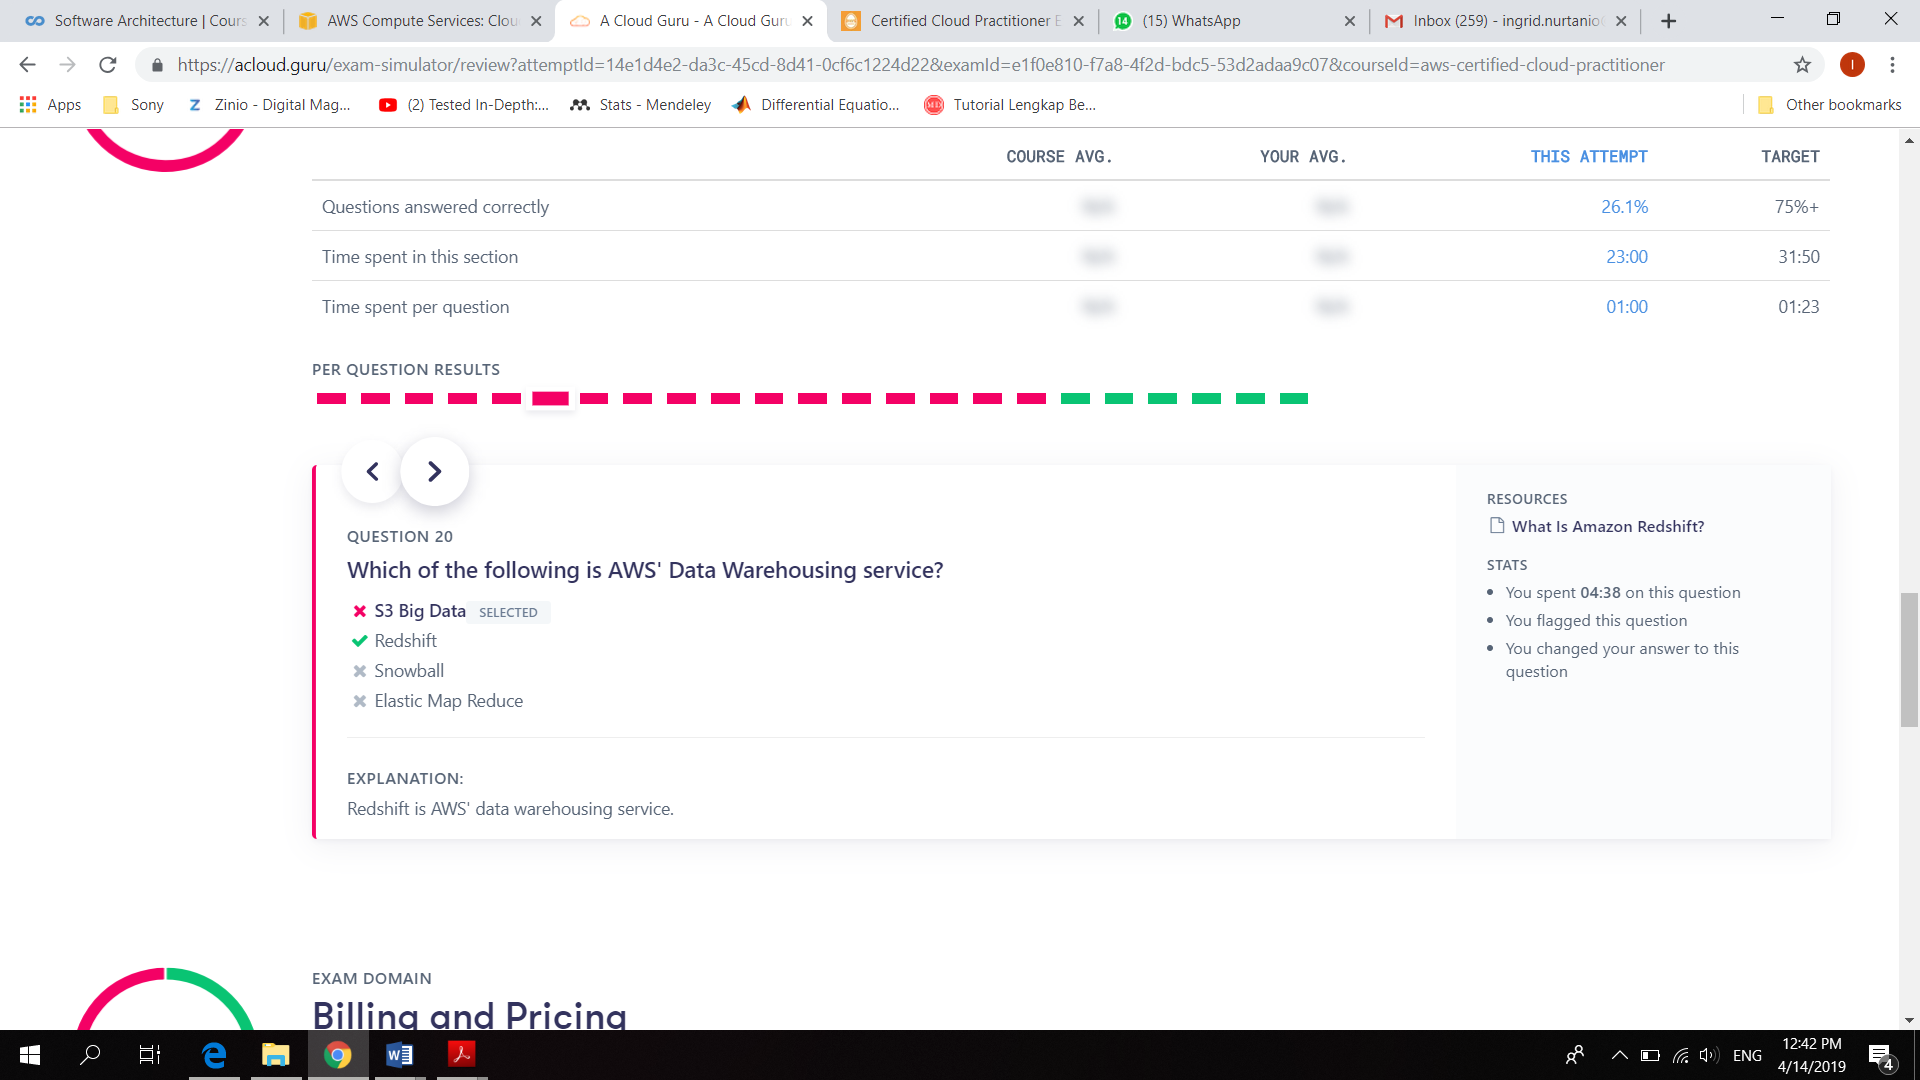 Software Architecture | Cours
AWS Compute Services: Clou
A Cloud Guru - A Cloud Guru
Certified Cloud Practitioner E
14
(15) WhatsApp
Inbox (259) - ingrid.nurtanio
https://acloud.guru/exam-simulator/review?attemptId=14e1d4e2-da3c-45cd-8d41-0cf6c1224d22&examId=e1f0e810-f7a8-4f2d-bdc5-53d2adaa9c07&courseId=aws-certified-cloud-practitioner
I
Apps
Sony
Z Zinio - Digital Mag...
(2) Tested In-Depth:...
Stats - Mendeley
Differential Equatio...
Tutorial Lengkap Be...
Other bookmarks
COURSE AVG. YOUR AVG. THIS ATTEMPT TARGET
Questions answered correctly 26.1% 75%+
Time spent in this section 23:00 31:50
Time spent per question 01:00 01:23
PER QUESTION RESULTS
QUESTION 20
Which of the following is AWS' Data Warehousing service?
S3 Big Data SELECTED
Redshift
Snowball
Elastic Map Reduce
EXPLANATION:
Redshift is AWS' data warehousing service.
RESOURCES
What Is Amazon Redshift?
STATS
You spent 04:38 on this question
You flagged this question
You changed your answer to this
question
EXAM DOMAIN
Billing and Pricing
ENG
12:42 PM
4/14/2019
4